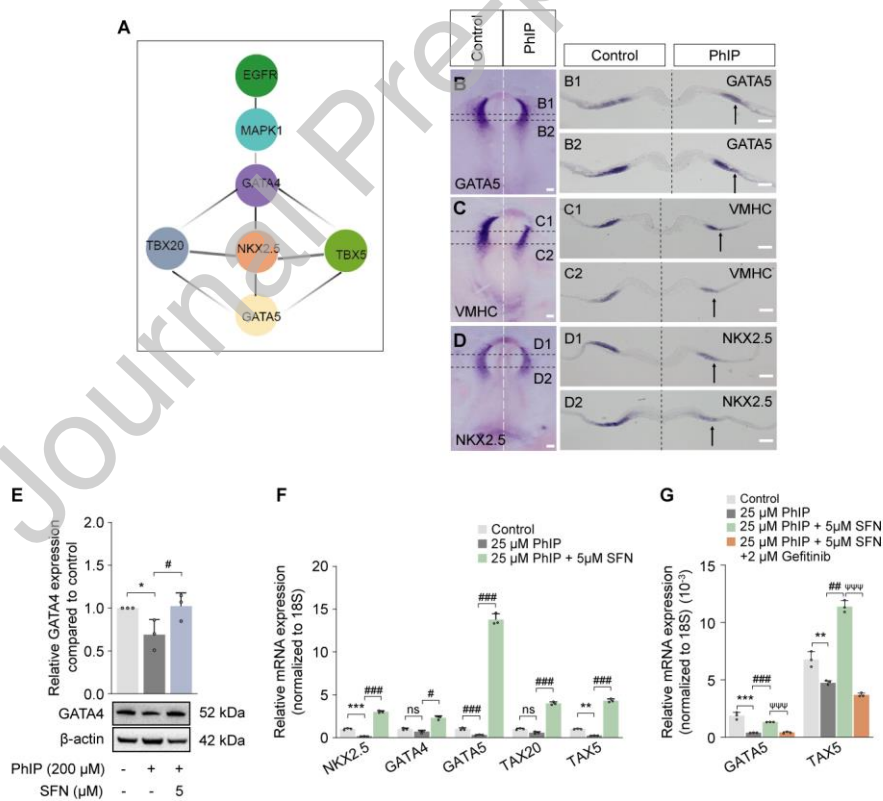 Journal Pre-p
A
EGFR
MAPK1
GATA4
TBX20
NKX2.5
TBX5
GATA5
Control
PhIP
B
B1
B2
GATA5
C
C1
C2
VMHC
D
D1
D2
NKX2.5
Control
PhIP
B1
GATA5
B2
GATA5
C1
VMHC
C2
VMHC
D1
NKX2.5
D2
NKX2.5
E
Relative GATA4 expression
compared to control
2.0
1.5
1.0
0.5
0.0
*
#
GATA4
52 kDa
β-actin
42 kDa
PhIP (200 μM) - + +
SFN (μM) - - 5
F
Control
25 μM PhIP
25 μM PhIP + 5μM SFN
Relative mRNA expression
(normalized to 18S)
20
15
10
5
0
***
###
ns
#
###
###
ns
###
**
###
NKX2.5
GATA4
GATA5
TAX20
TAX5
G
Control
25 μM PhIP
25 μM PhIP + 5μM SFN
25 μM PhIP + 5μM SFN
+2 μM Gefitinib
Relative mRNA expression
(normalized to 18S) (10⁻³)
15
10
5
0
***
###
ψψψ
**
##
ψψψ
GATA5
TAX5